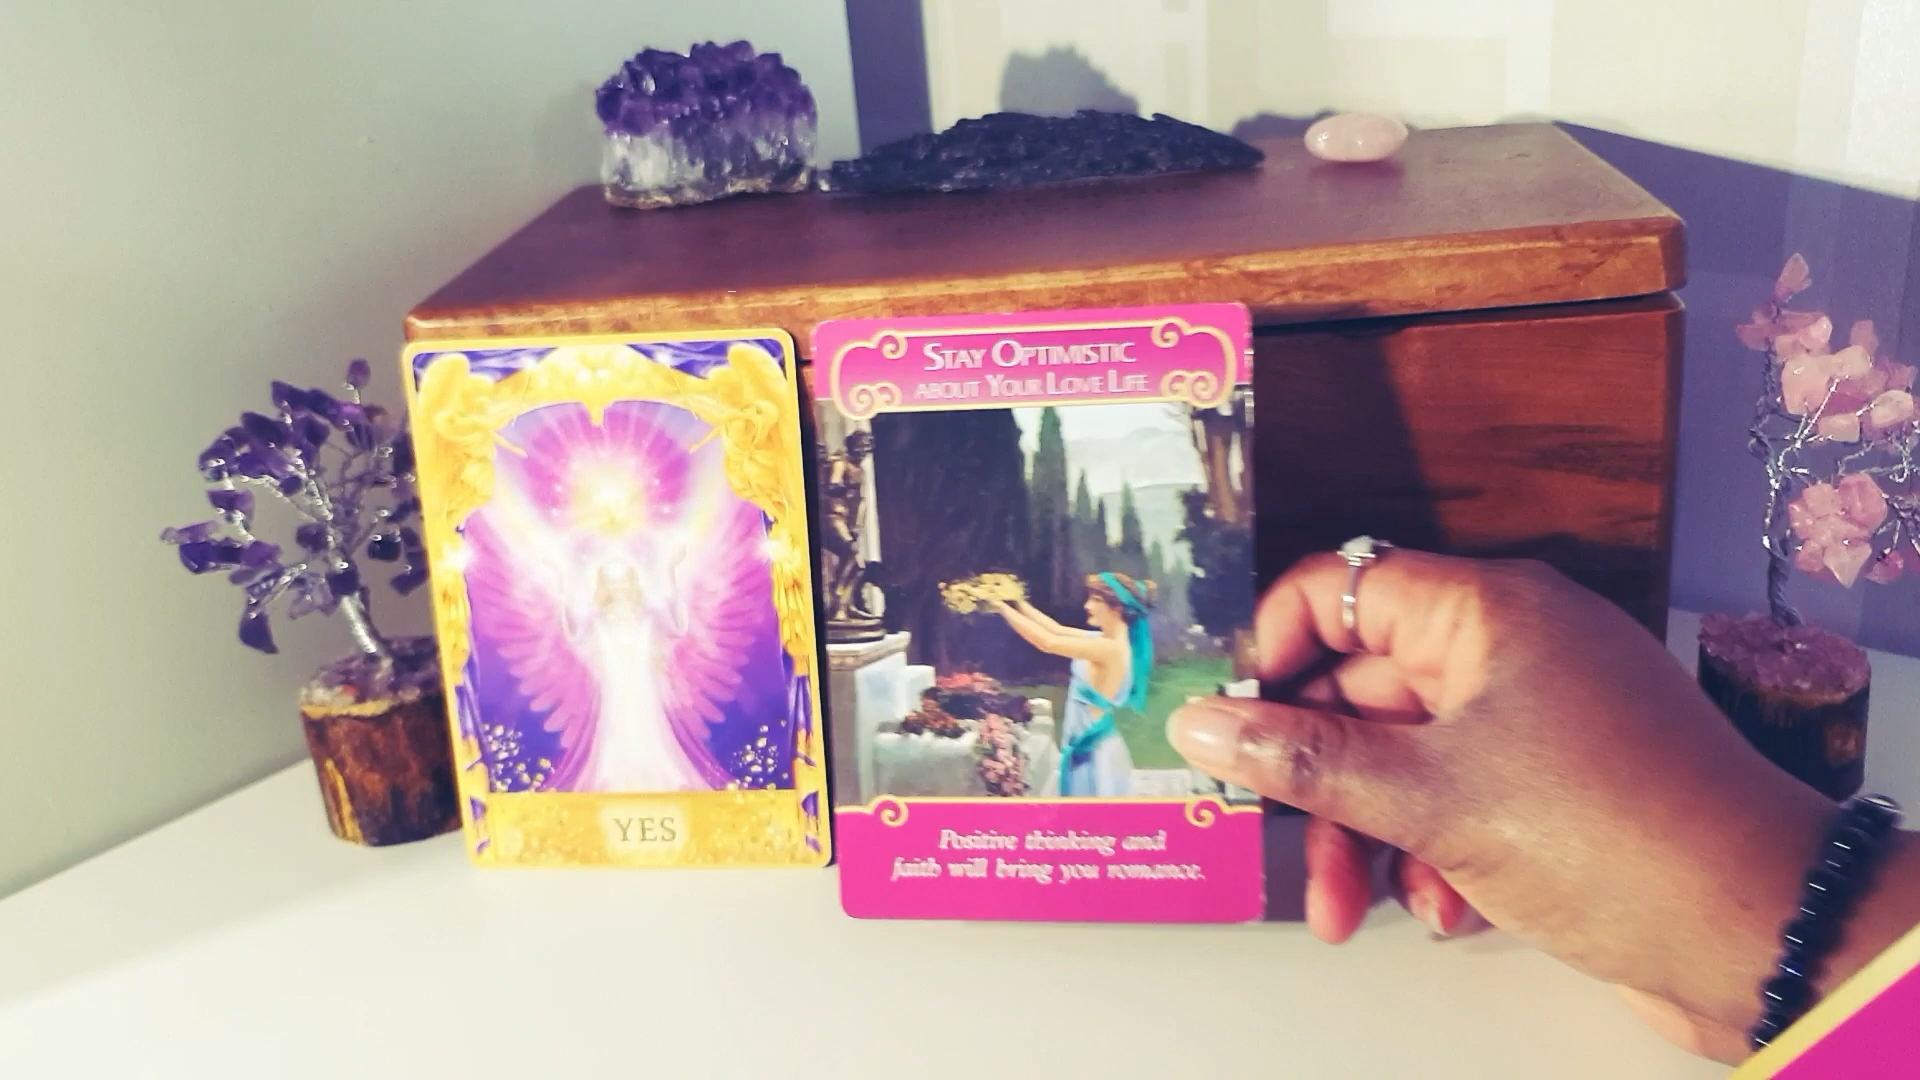 YES
STAY OPTIMISTIC
ABOUT YOUR LOVE LIFE
Positive thinking and
faith will bring you romance.